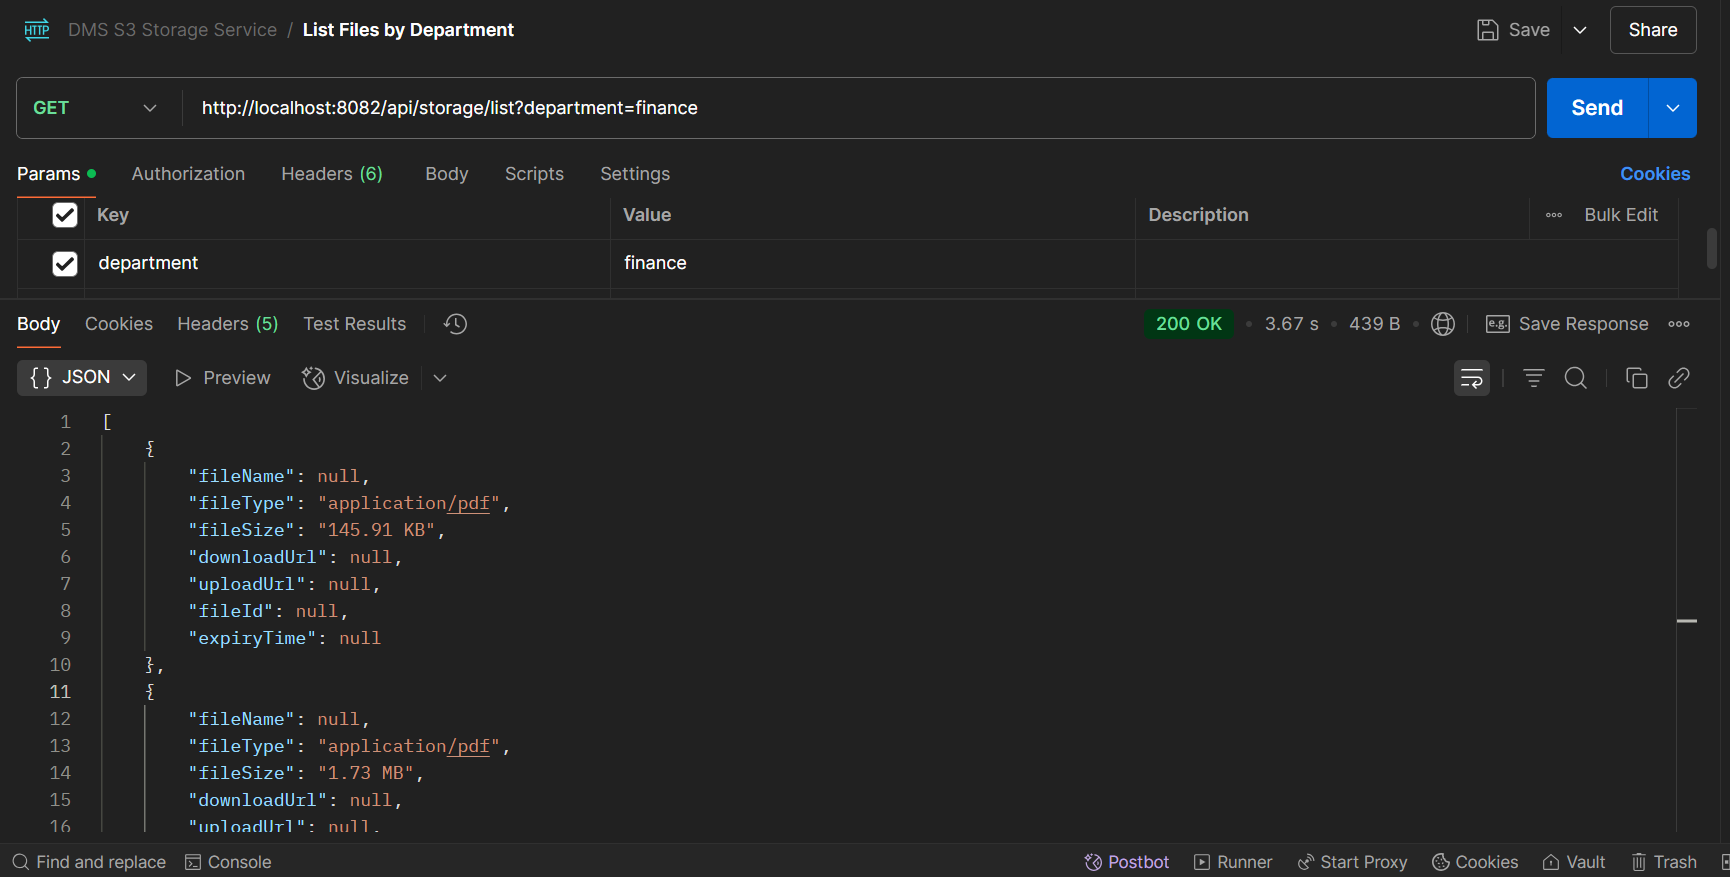 HTTP DMS S3 Storage Service / List Files by Department Save Share
GET http://localhost:8082/api/storage/list?department=finance Send
Params Authorization Headers (6) Body Scripts Settings Cookies
Key Value Description Bulk Edit
department finance
Body Cookies Headers (5) Test Results 200 OK • 3.67 s • 439 B • e.g. Save Response
{} JSON Preview Visualize
1 [
2 {
3 "fileName": null,
4 "fileType": "application/pdf",
5 "fileSize": "145.91 KB",
6 "downloadUrl": null,
7 "uploadUrl": null,
8 "fileId": null,
9 "expiryTime": null
10 },
11 {
12 "fileName": null,
13 "fileType": "application/pdf",
14 "fileSize": "1.73 MB",
15 "downloadUrl": null,
16 "uploadUrl": null,
Find and replace Console Postbot Runner Start Proxy Cookies Vault Trash